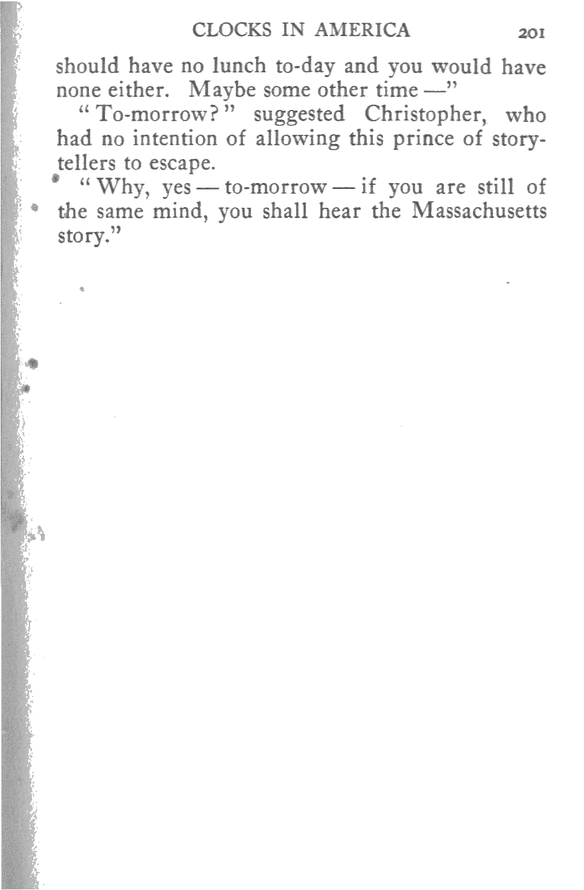 CLOCKS IN AMERICA 201
should have no lunch to-day and you would have
none either. Maybe some other time —”
“ To-morrow? ” suggested Christopher, who
had no intention of allowing this prince of story-
tellers to escape.
“ Why, yes — to-morrow — if you are still of
the same mind, you shall hear the Massachusetts
story.”